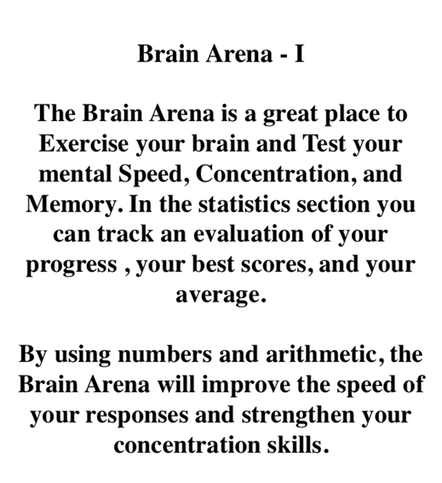 Brain Arena - I
The Brain Arena is a great place to
Exercise your brain and Test your
mental Speed, Concentration, and
Memory. In the statistics section you
can track an evaluation of your
progress , your best scores, and your
average.
By using numbers and arithmetic, the
Brain Arena will improve the speed of
your responses and strengthen your
concentration skills.